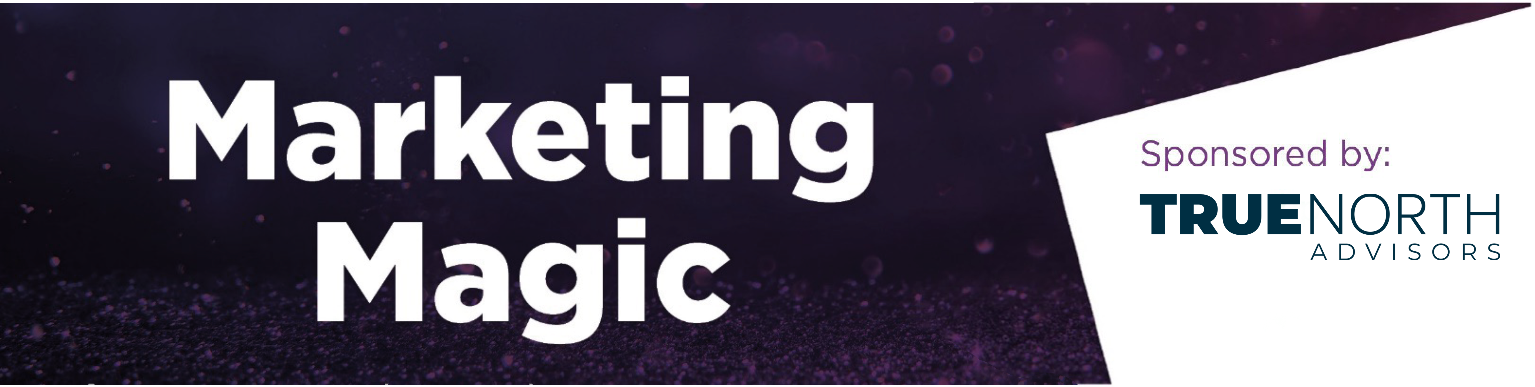 Marketing
Magic
Sponsored by:
TRUENORTH
ADVISORS